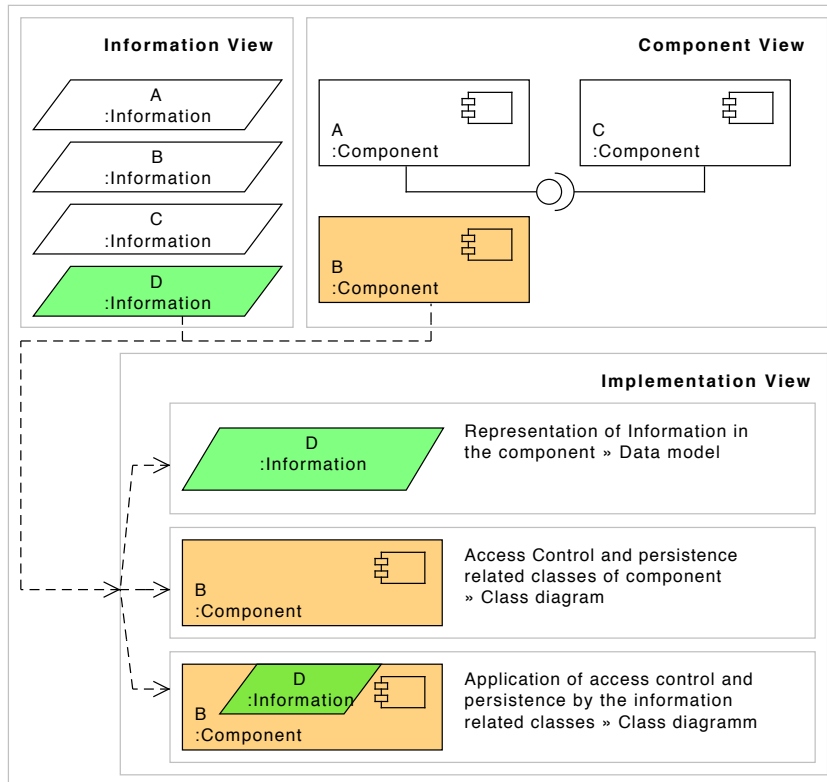 Information View
A
:Information
B
:Information
C
:Information
D
:Information
Component View
A
:Component
C
:Component
B
:Component
Implementation View
D
:Information
Representation of Information in
the component » Data model
B
:Component
Access Control and persistence
related classes of component
» Class diagram
D
:Information
B
:Component
Application of access control and
persistence by the information
related classes » Class diagramm